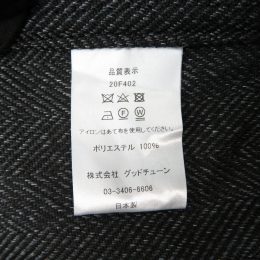 品質表示
20F402
アイロンはあて布を使用してください。
ポリエステル 100%
株式会社 グッドチューン
03-3406-6606
日本製